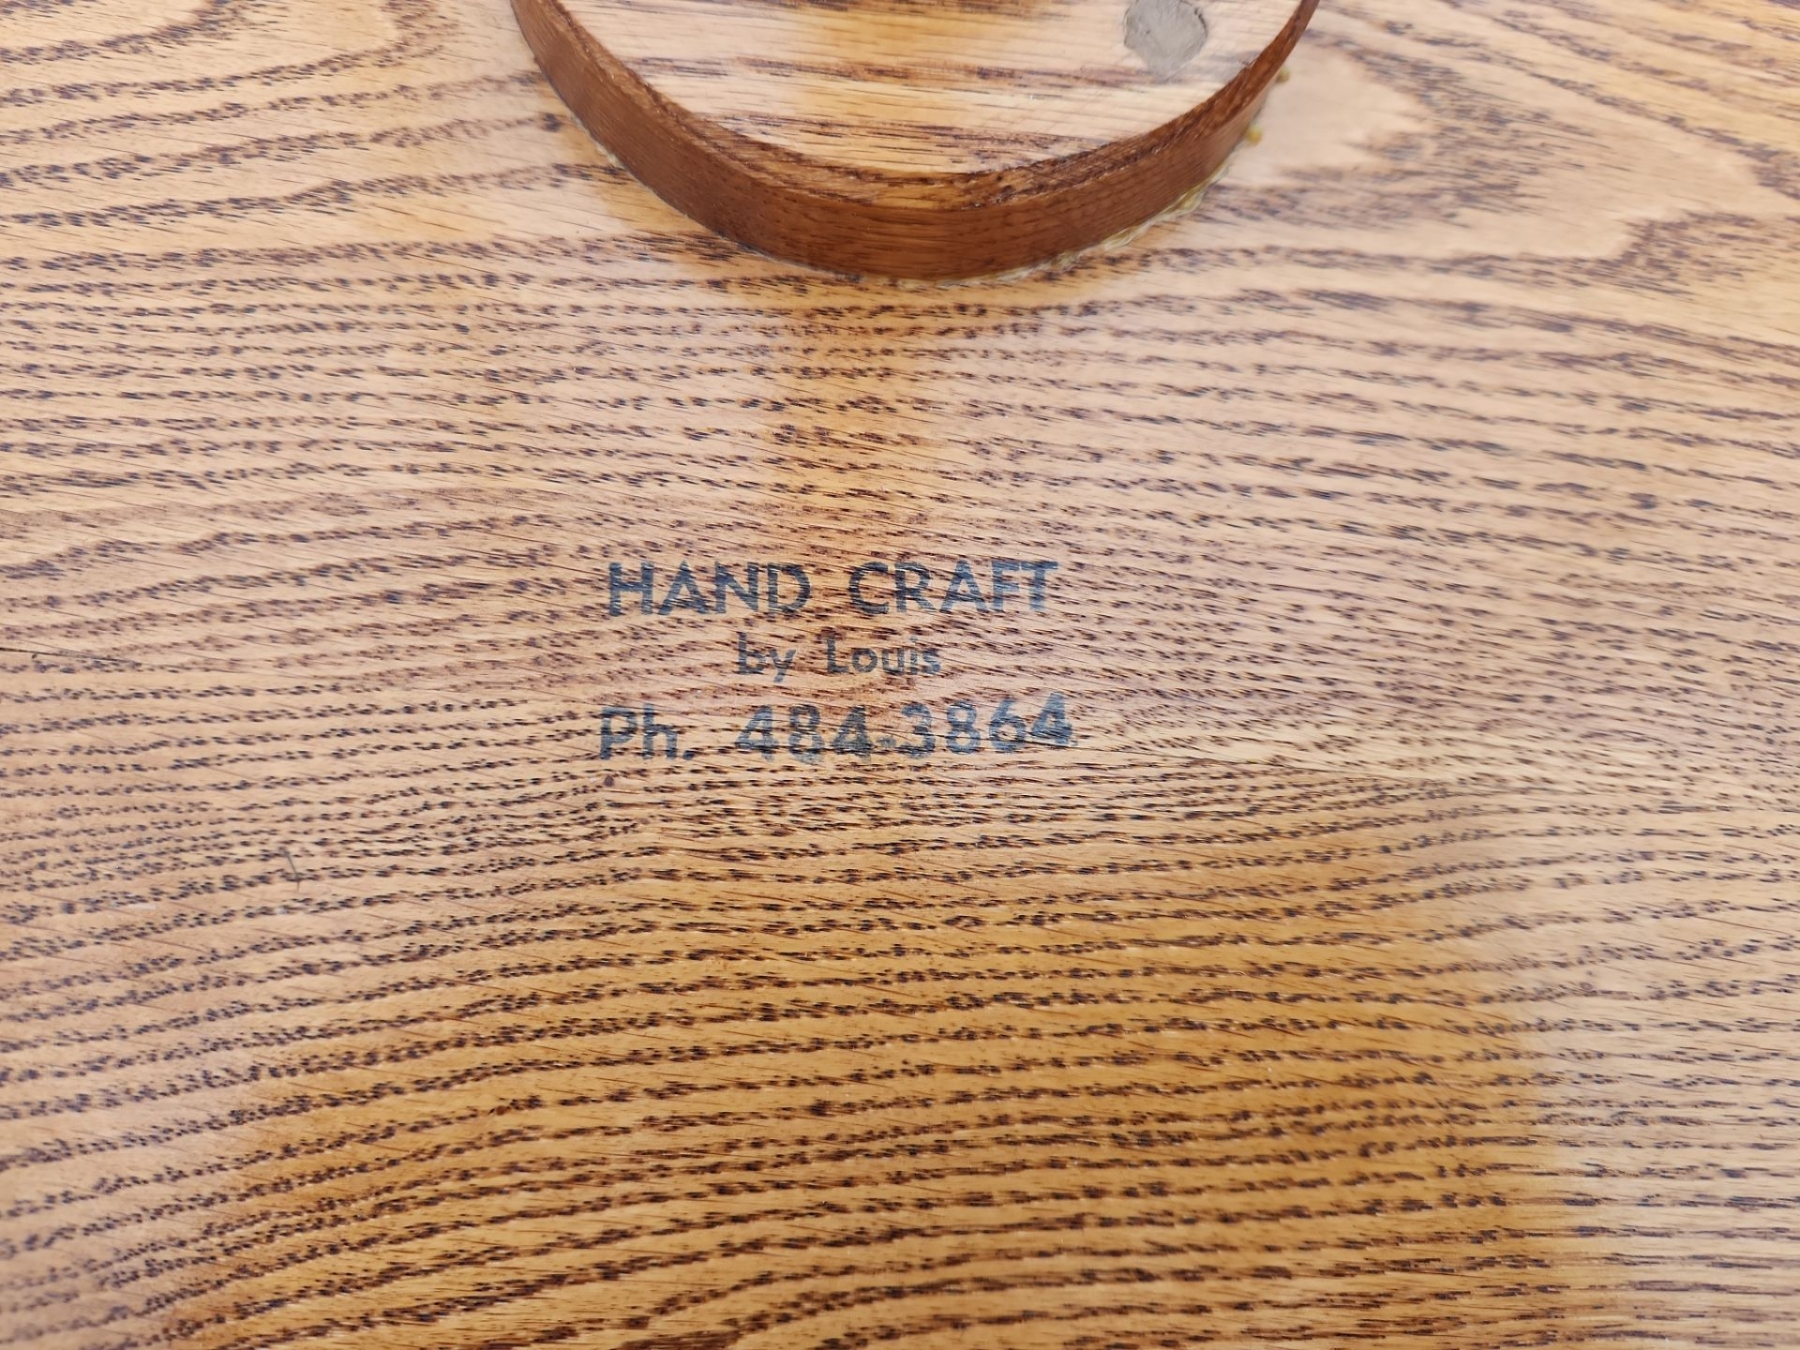 HAND CRAFT
by Louis
Ph. 484-3864